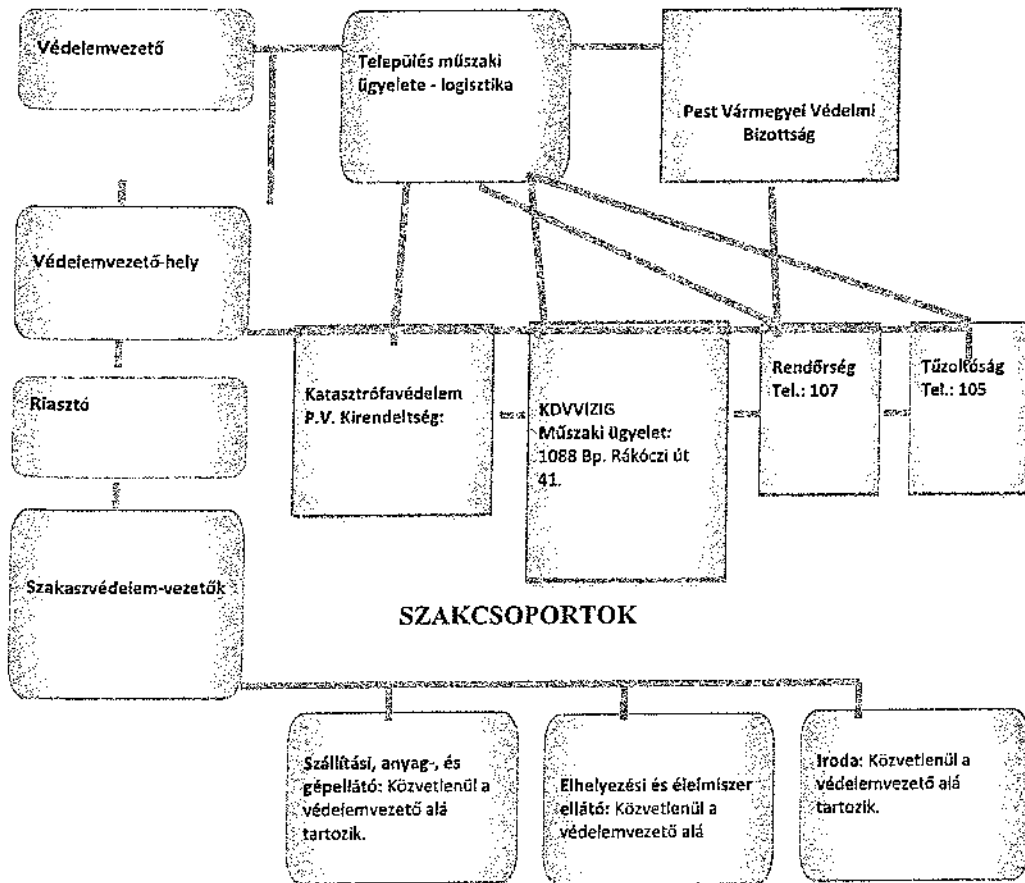 Védelemvezető
Település műszaki
ügyelete - logisztika
Pest Vármegyei Védelmi
Bizottság
Védelemvezető-hely
Riasztó
Katasztrófavédelem
P.V. Kirendeltség:
KDVVÍZIG
Műszaki ügyelet:
1088 Bp. Rákóczi út
41.
Rendőrség
Tel.: 107
Tűzoltóság
Tel.: 105
Szakaszvédelem-vezetők
SZAKCSOPORTOK
Szállítási, anyag-, és
gépellátó: Közvetlenül a
védelemvezető alá
tartozik.
Elhelyezési és élelmiszer
ellátó: Közvetlenül a
védelemvezető alá
Iroda: Közvetlenül a
védelemvezető alá
tartozik.